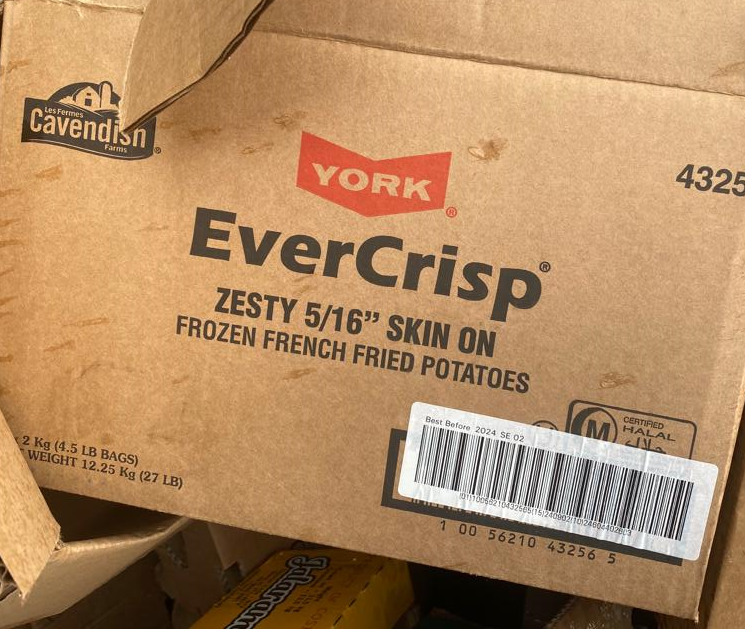 Les Fermes
Cavendish
Farms
®
YORK
®
4325
EverCrisp®
ZESTY 5/16” SKIN ON
FROZEN FRENCH FRIED POTATOES
2 Kg (4.5 LB BAGS)
WEIGHT 12.25 Kg (27 LB)
M
CERTIFIED
HALAL
حلال
Best Before 2024 SE 02
1 00 56210 43256 5